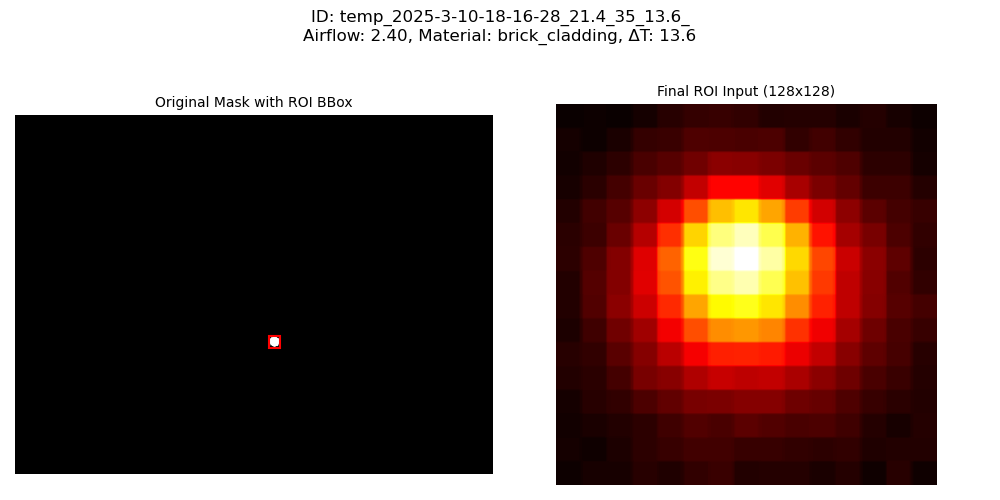 ID: temp_2025-3-10-18-16-28_21.4_35_13.6_
Airflow: 2.40, Material: brick_cladding, ΔT: 13.6
Original Mask with ROI BBox
Final ROI Input (128x128)